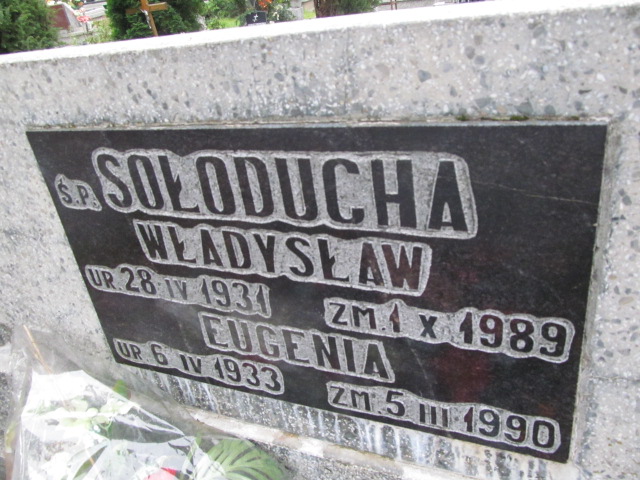 Ś.P. SOŁODUCHA
WŁADYSŁAW
UR 28 IV 1931 ZM. 1 X 1989
EUGENIA
UR 6 IV 1933 ZM. 5 III 1990